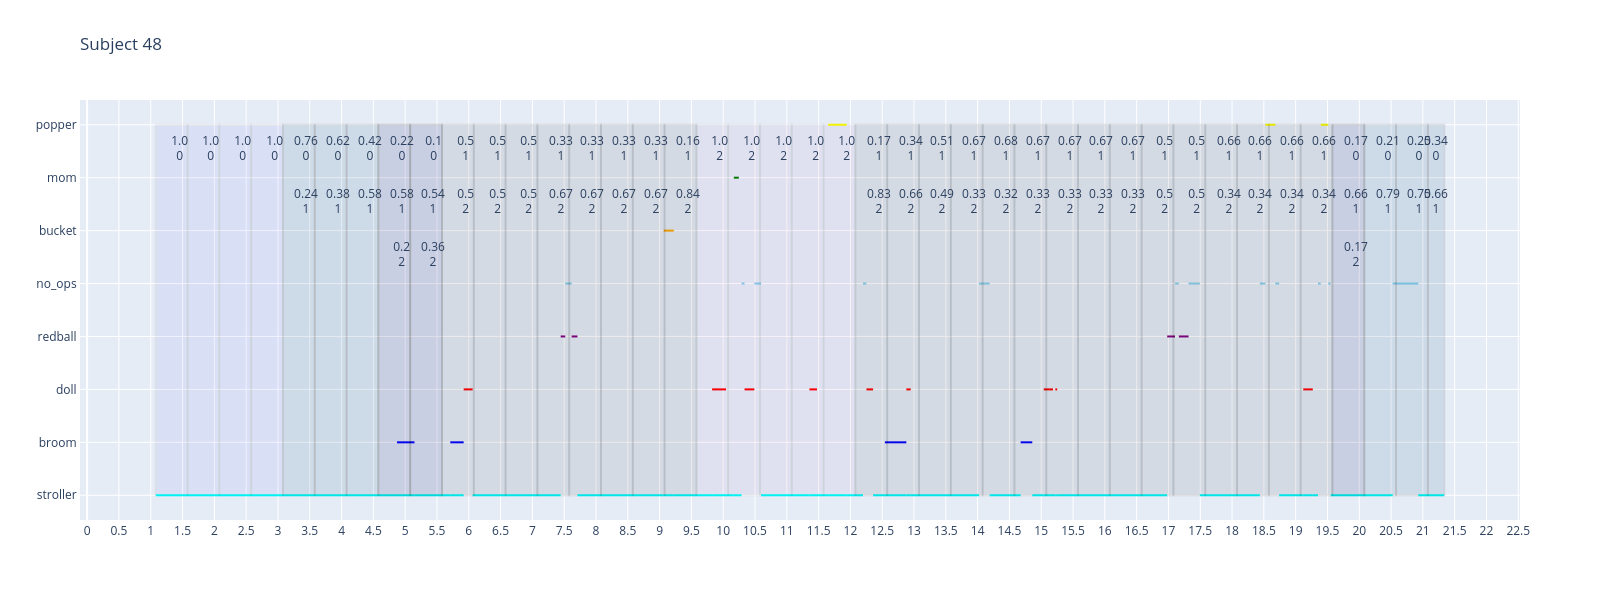 Subject 48
popper
1.0 1.0 1.0 1.0 0.76 0.62 0.42 0.22 0.1 0.5 0.5 0.5 0.33 0.33 0.33 0.33 0.16 1.0 1.0 1.0 1.0 1.0 0.17 0.34 0.51 0.67 0.68 0.67 0.67 0.67 0.67 0.5 0.5 0.66 0.66 0.66 0.66 0.17 0.21 0.25 0.34
0 0 0 0 0 0 0 0 0 1 1 1 1 1 1 1 1 2 2 2 2 2 1 1 1 1 1 1 1 1 1 1 1 1 1 1 1 0 0 0 0
mom
0.24 0.38 0.58 0.58 0.54 0.5 0.5 0.5 0.67 0.67 0.67 0.67 0.84 0.83 0.66 0.49 0.33 0.32 0.33 0.33 0.33 0.33 0.5 0.5 0.34 0.34 0.34 0.34 0.66 0.79 0.75 0.66
1 1 1 1 1 2 2 2 2 2 2 2 2 2 2 2 2 2 2 2 2 2 2 2 2 2 2 2 1 1 1 1
bucket
0.2 0.36 0.17
2 2 2
no_ops
redball
doll
broom
stroller
0 0.5 1 1.5 2 2.5 3 3.5 4 4.5 5 5.5 6 6.5 7 7.5 8 8.5 9 9.5 10 10.5 11 11.5 12 12.5 13 13.5 14 14.5 15 15.5 16 16.5 17 17.5 18 18.5 19 19.5 20 20.5 21 21.5 22 22.5